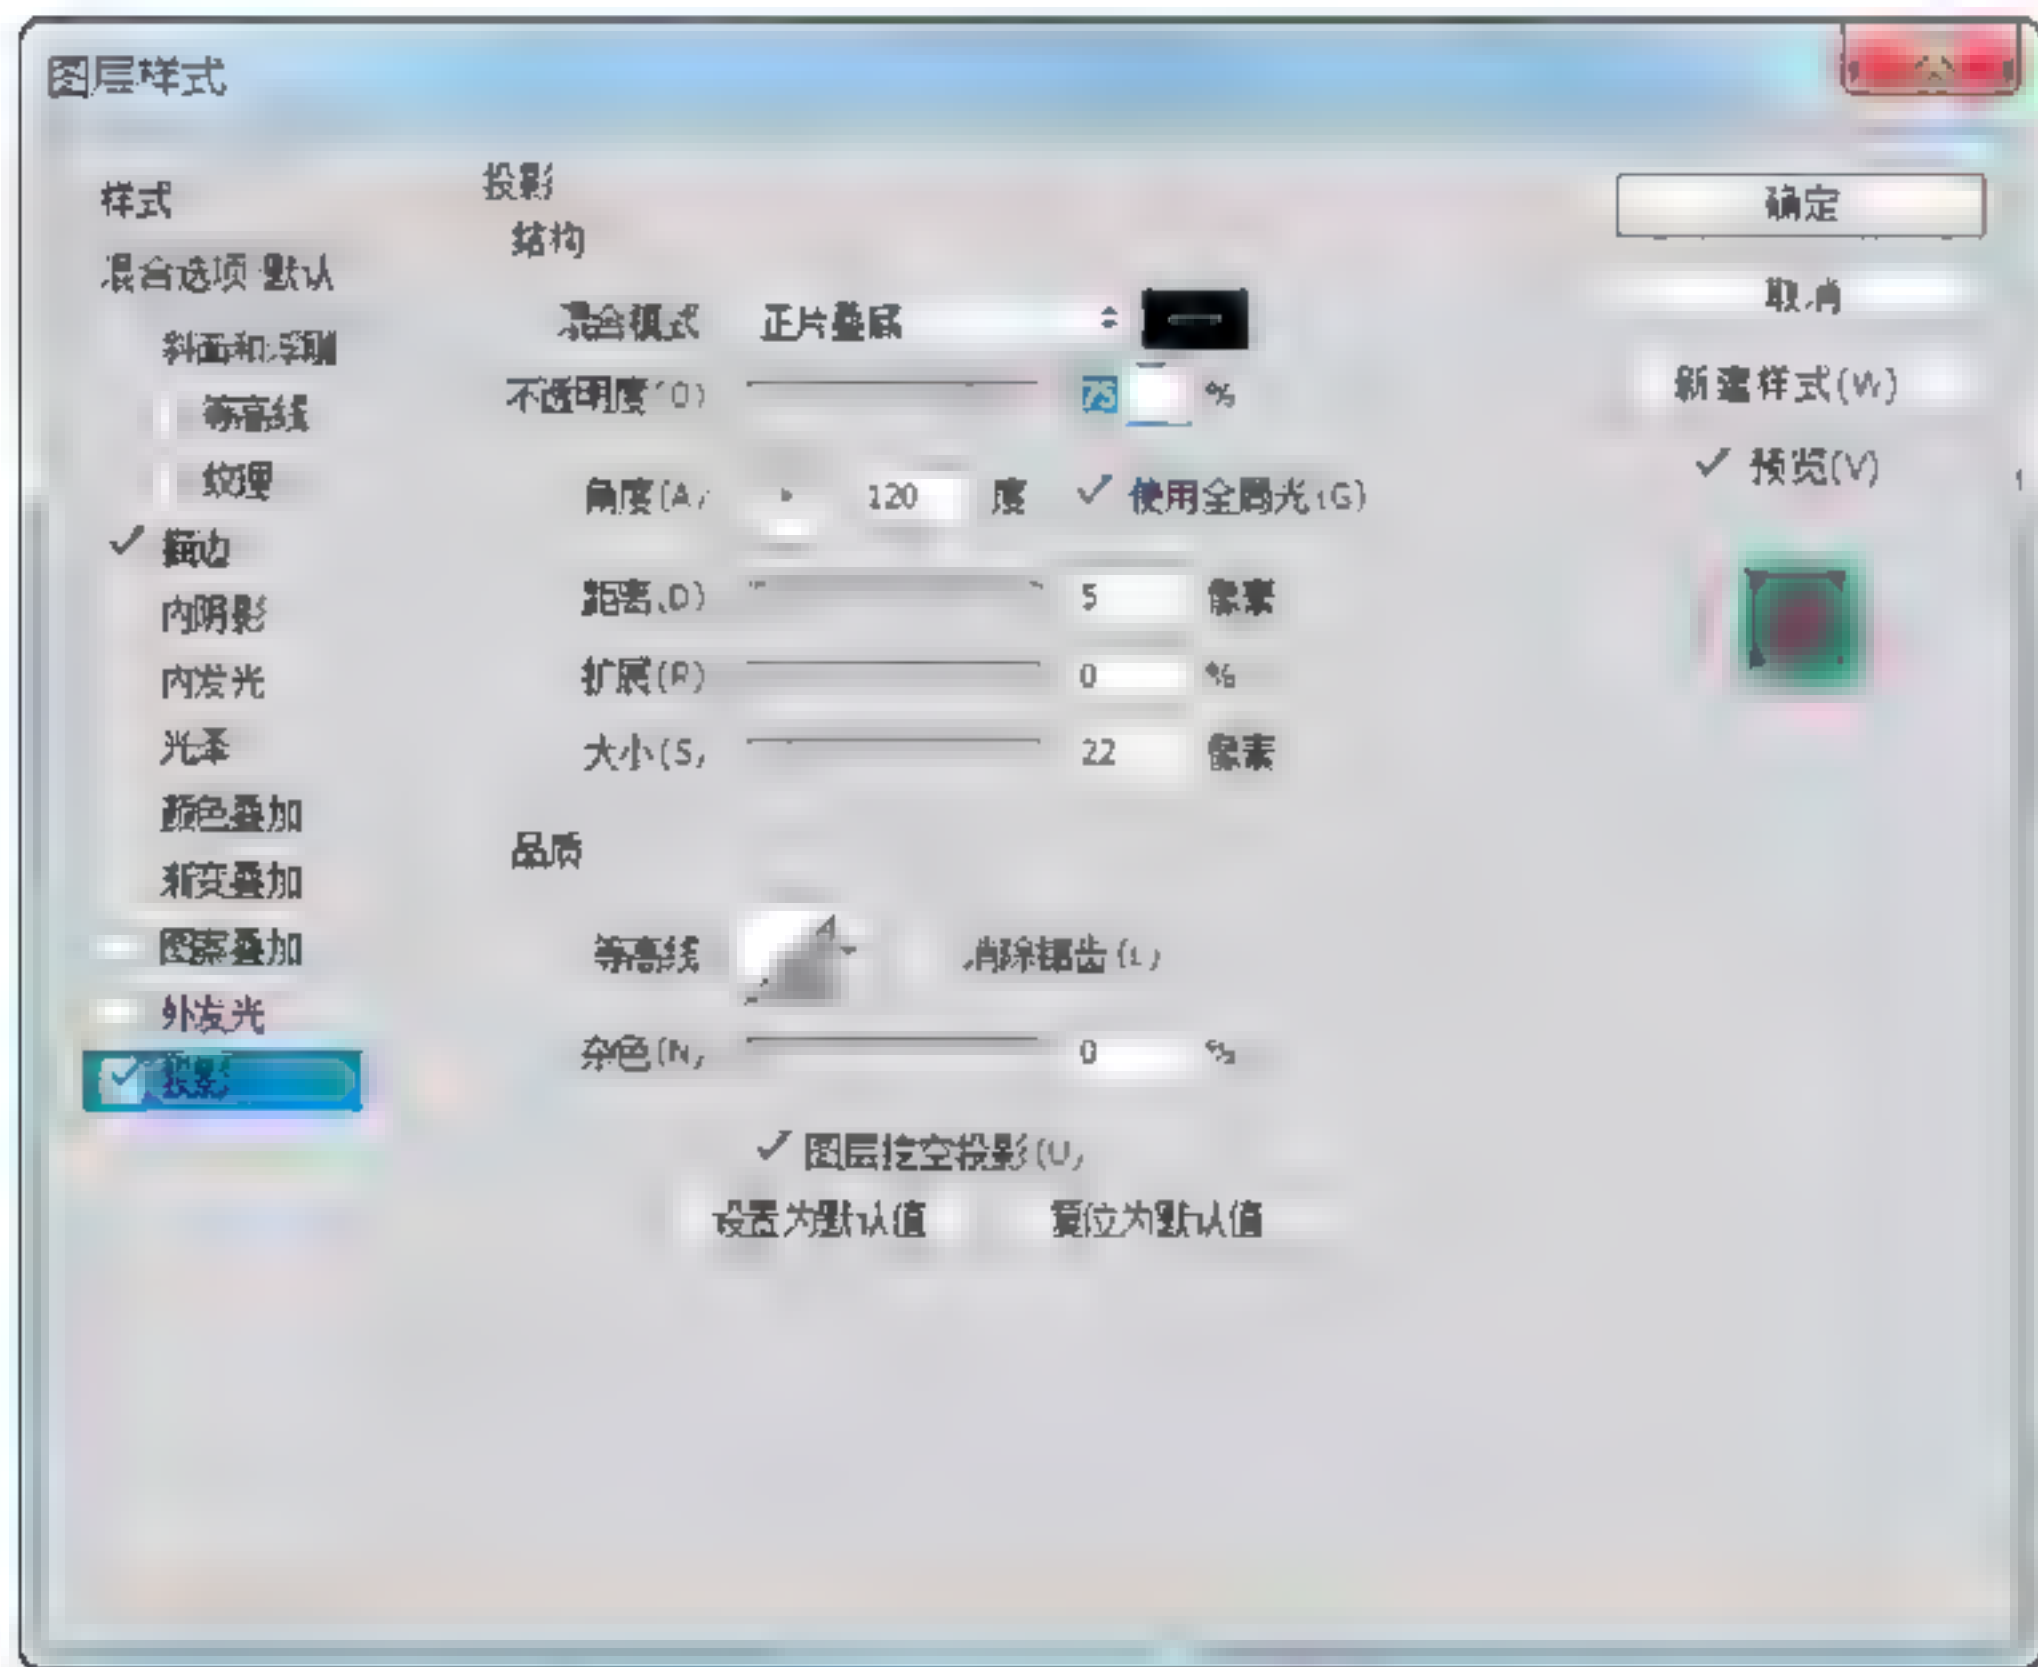 图层样式
样式
混合选项:默认
斜面和浮雕
等高线
纹理
描边
内阴影
内发光
光泽
颜色叠加
渐变叠加
图案叠加
外发光
投影
投影
结构
混合模式 正片叠底
不透明度(O) 75 %
角度(A) 120 度 使用全局光(G)
距离(D) 5 像素
扩展(R) 0 %
大小(S) 22 像素
品质
等高线 消除锯齿(L)
杂色(N) 0 %
图层挖空投影(U)
设置为默认值 复位为默认值
确定
取消
新建样式(W)
预览(V)